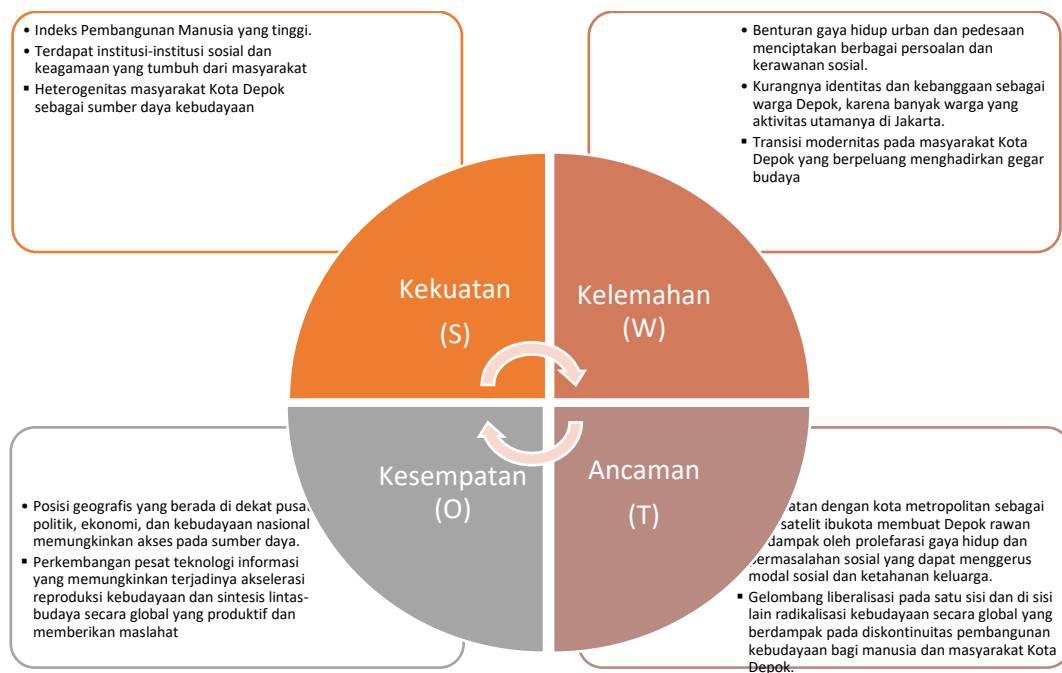 • Indeks Pembangunan Manusia yang tinggi.
• Terdapat institusi-institusi sosial dan
keagamaan yang tumbuh dari masyarakat
▪ Heterogenitas masyarakat Kota Depok
sebagai sumber daya kebudayaan
• Benturan gaya hidup urban dan pedesaan
menciptakan berbagai persoalan dan
kerawanan sosial.
• Kurangnya identitas dan kebanggaan sebagai
warga Depok, karena banyak warga yang
aktivitas utamanya di Jakarta.
▪ Transisi modernitas pada masyarakat Kota
Depok yang berpeluang menghadirkan gegar
budaya
Kekuatan
(S)
Kelemahan
(W)
Kesempatan
(O)
Ancaman
(T)
• Posisi geografis yang berada di dekat
politik, ekonomi, dan kebudayaan nasional
memungkinkan akses pada sumber daya.
▪ Perkembangan pesat teknologi informasi
yang memungkinkan terjadinya akselerasi
reproduksi kebudayaan dan sintesis lintas-
budaya secara global yang produktif dan
memberikan maslahat
dengan kota metropolitan sebagai
satelit ibukota membuat Depok rawan
oleh prolefarasi gaya hidup dan
permasalahan sosial yang dapat menggerus
modal sosial dan ketahanan keluarga.
▪ Gelombang liberalisasi pada satu sisi dan di sisi
lain radikalisasi kebudayaan secara global yang
berdampak pada diskontinuitas pembangunan
kebudayaan bagi manusia dan masyarakat Kota
Depok.